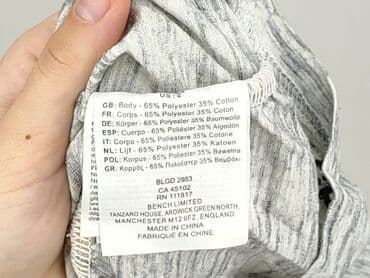 US: 4
GB: Body - 65% Polyester 35% Cotton
FR: Corps - 65% Polyester 35% Coton
DE: Körper - 65% Polyester 35% Baumwolle
ESP: Cuerpo - 65% Poliéster 35% Algodón
IT: Corpo - 65% Poliestere 35% Cotone
NL: Lijf - 65% Polyester 35% Katoen
POL: Korpus - 65% Poliester 35% Bawełna
GR: Κορμός - 65% Πολυεστέρ 35% Βαμβάκι
BLGD 2953
CA 45102
RN 111817
BENCH LIMITED
TANZARO HOUSE, ARDWICK GREEN NORTH,
MANCHESTER M12 6FZ. ENGLAND
MADE IN CHINA
FABRIQUÉ EN CHINE